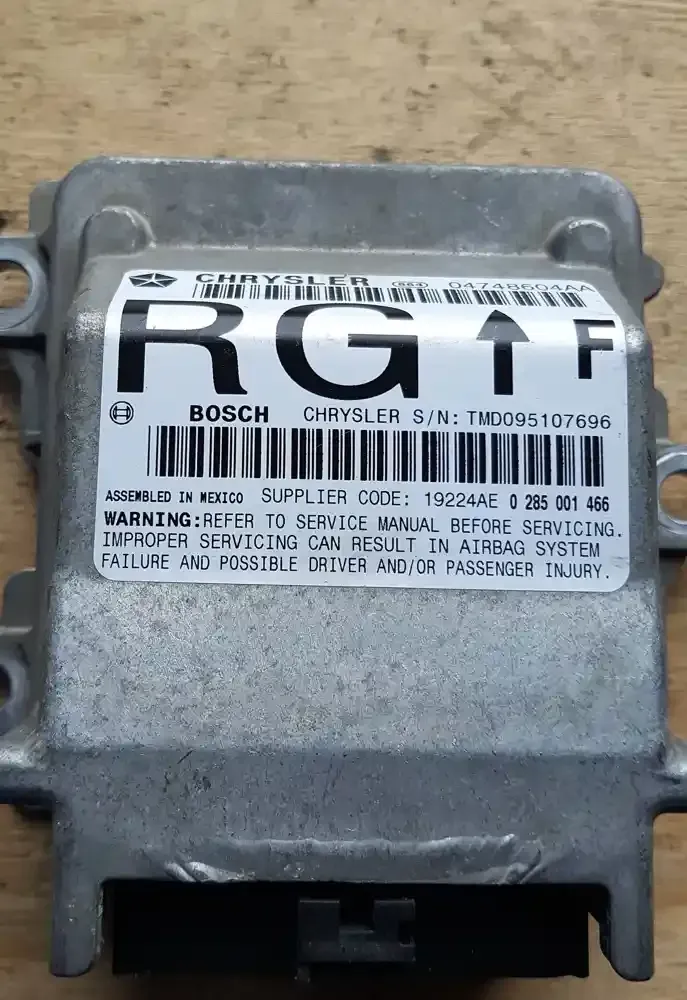 CHRYSLER 04748604AA
RG F
BOSCH CHRYSLER S/N: TMD095107696
ASSEMBLED IN MEXICO SUPPLIER CODE: 19224AE 0 285 001 466
WARNING:REFER TO SERVICE MANUAL BEFORE SERVICING.
IMPROPER SERVICING CAN RESULT IN AIRBAG SYSTEM
FAILURE AND POSSIBLE DRIVER AND/OR PASSENGER INJURY.